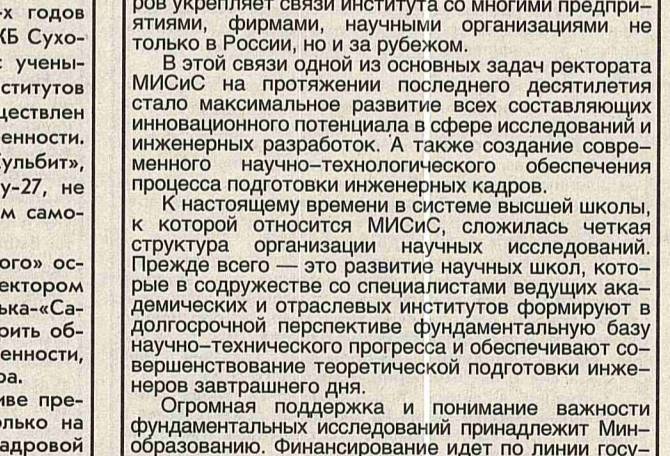 -х годов
КБ Сухо-
с учены-
ститутов
ществлен
енности.
Кульбит»,
у-27, не
м само-
ого» ос-
ектором
ька-«Са-
рить об-
енности,
ра.
иве пре-
олько на
адровой
ров укрепляет связи института со многими предпри-
ятиями, фирмами, научными организациями не
только в России, но и за рубежом.
В этой связи одной из основных задач ректората
МИСиС на протяжении последнего десятилетия
стало максимальное развитие всех составляющих
инновационного потенциала в сфере исследований и
инженерных разработок. А также создание совре-
менного научно-технологического обеспечения
процесса подготовки инженерных кадров.
К настоящему времени в системе высшей школы,
к которой относится МИСиС, сложилась четкая
структура организации научных исследований.
Прежде всего — это развитие научных школ, кото-
рые в содружестве со специалистами ведущих ака-
демических и отраслевых институтов формируют в
долгосрочной перспективе фундаментальную базу
научно-технического прогресса и обеспечивают со-
вершенствование теоретической подготовки инже-
неров завтрашнего дня.
Огромная поддержка и понимание важности
фундаментальных исследований принадлежит Мин-
образованию. Финансирование идет по линии госу-